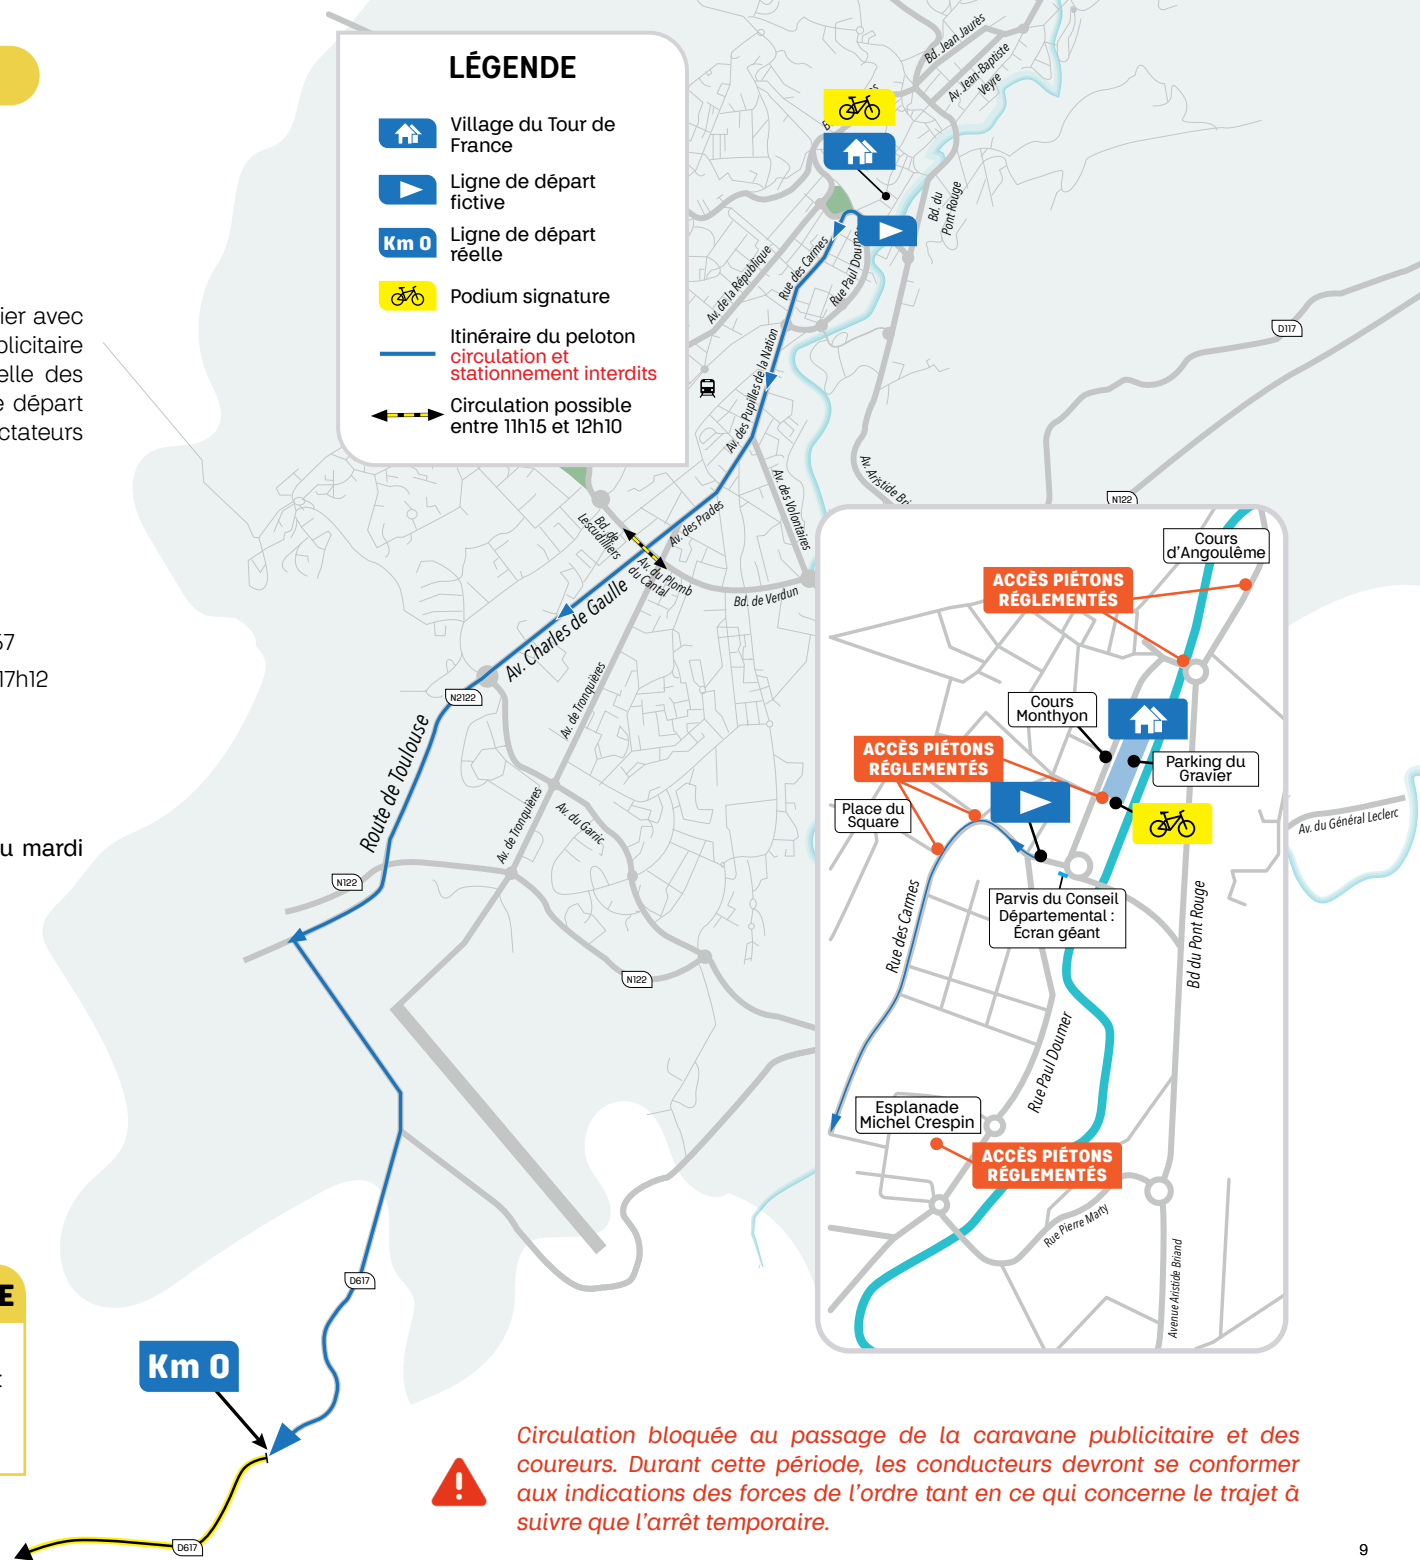 LÉGENDE
Village du Tour de
France
Ligne de départ
fictive
Km 0
Ligne de départ
réelle
Podium signature
Itinéraire du peloton
circulation et
stationnement interdits
Circulation possible
entre 11h15 et 12h10
ier avec
elle des
e départ
57
17h12
u mardi
E
Bd. Jean Jaurès
Av. Jean-Baptiste
Veyre
Bd. du
Pont Rouge
Rue des Carmes
Rue Paul Doumer
Av. de la République
Av. des Pupilles de la Nation
D117
N122
Av. Aristide Bri
Av. des Volontaires
Av. des Prades
Bd. de
Lescudilliers
Av. du Plomb
du Cantal
Bd. de Verdun
Av. Charles de Gaulle
N2122
Av. de Tronquières
Route de Toulouse
Av. de Tronquières
Av. du Garric
N122
N122
D617
Km 0
D617
Cours
d'Angoulême
ACCÈS PIÉTONS
RÉGLEMENTÉS
Cours
Monthyon
ACCÈS PIÉTONS
RÉGLEMENTÉS
Parking du
Gravier
Place du
Square
Av. du Général Leclerc
Parvis du Conseil
Départemental :
Écran géant
Rue des Carmes
Bd du Pont Rouge
Rue Paul Doumer
Esplanade
Michel Crespin
ACCÈS PIÉTONS
RÉGLEMENTÉS
Rue Pierre Marty
Avenue Aristide Briand
Circulation bloquée au passage de la caravane publicitaire et des
coureurs. Durant cette période, les conducteurs devront se conformer
aux indications des forces de l'ordre tant en ce qui concerne le trajet à
suivre que l'arrêt temporaire.
9